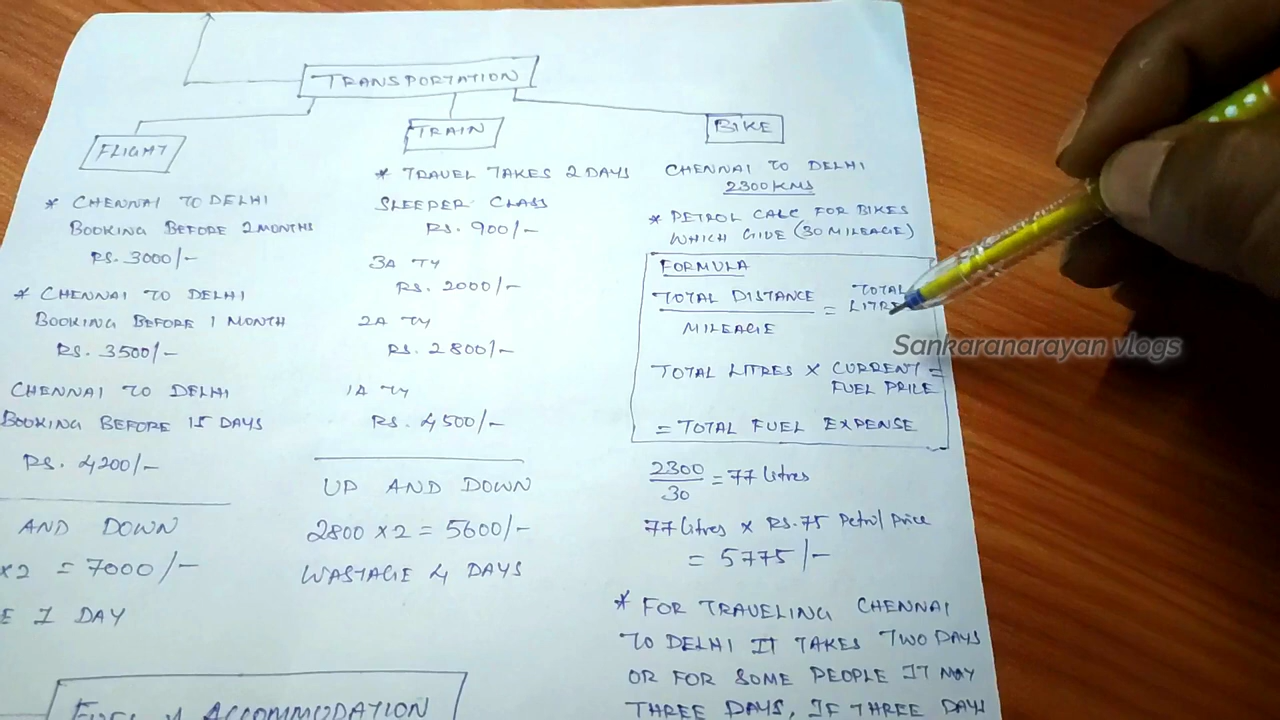 TRANSPORTATION
FLIGHT
* CHENNAI TO DELHI
BOOKING BEFORE 2 MONTHS
RS. 3000/-
* CHENNAI TO DELHI
BOOKING BEFORE 1 MONTH
RS. 3500/-
CHENNAI TO DELHI
BOOKING BEFORE 15 DAYS
RS. 4200/-
AND DOWN
×2 = 7000/-
E 1 DAY
TRAIN
* TRAVEL TAKES 2 DAYS
SLEEPER CLASS
RS. 900/-
3A TY
RS. 2000/-
2A TY
RS. 2800/-
1A TY
RS. 4500/-
UP AND DOWN
2800 × 2 = 5600/-
WASTAGE 4 DAYS
BIKE
CHENNAI TO DELHI
2300 KMS
* PETROL CALC FOR BIKES
WHICH GIVE (30 MILEAGE)
FORMULA
TOTAL DISTANCE
MILEAGE
= TOTAL
LITRE
TOTAL LITRES × CURRENT =
FUEL PRICE
= TOTAL FUEL EXPENSE
2300
30
= 77 litres
77 litres × RS. 75 Petrol Price
= 5775/-
* FOR TRAVELING CHENNAI
TO DELHI IT TAKES TWO DAYS
OR FOR SOME PEOPLE IT MAY
THREE DAYS, IF THREE DAYS
ACCOMMODATION
Sankaranarayan vlogs